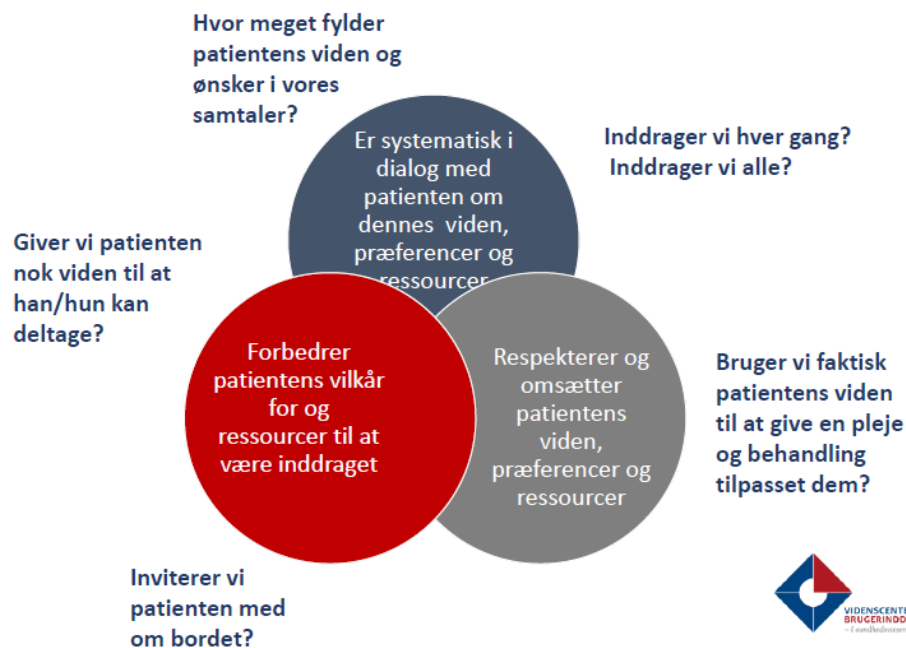 Hvor meget fylder
patientens viden og
ønsker i vores
samtaler?
Er systematisk i
dialog med
patienten om
dennes viden,
præferencer og
ressourcer
Inddrager vi hver gang?
Inddrager vi alle?
Giver vi patienten
nok viden til at
han/hun kan
deltage?
Forbedrer
patientens vilkår
for og
ressourcer til at
være inddraget
Respekterer og
omsætter
patientens
viden,
præferencer og
ressourcer
Bruger vi faktisk
patientens viden
til at give en pleje
og behandling
tilpasset dem?
Inviterer vi
patienten med
om bordet?
VIDENSCENTE
BRUGERINDD